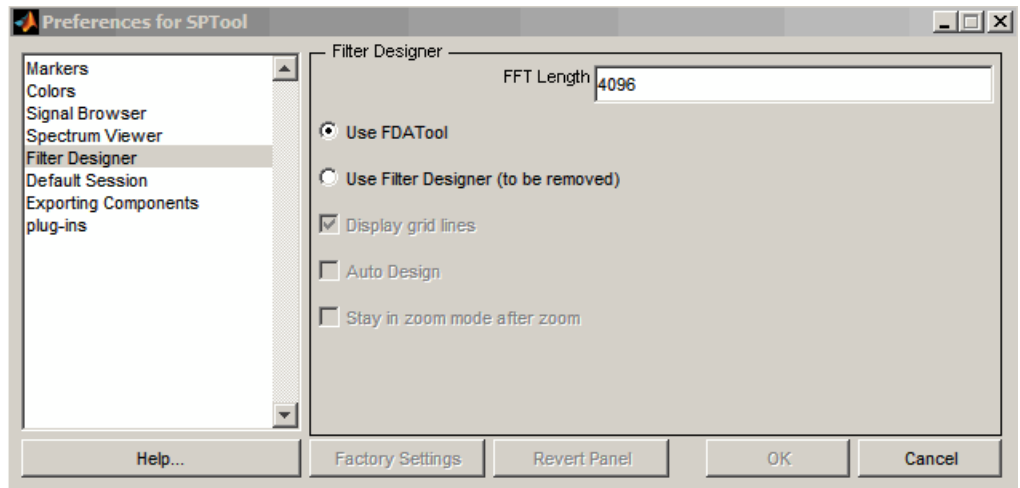 Preferences for SPTool
Markers
Colors
Signal Browser
Spectrum Viewer
Filter Designer
Default Session
Exporting Components
plug-ins
Filter Designer
FFT Length 4096
Use FDATool
Use Filter Designer (to be removed)
Display grid lines
Auto Design
Stay in zoom mode after zoom
Help...
Factory Settings
Revert Panel
OK
Cancel